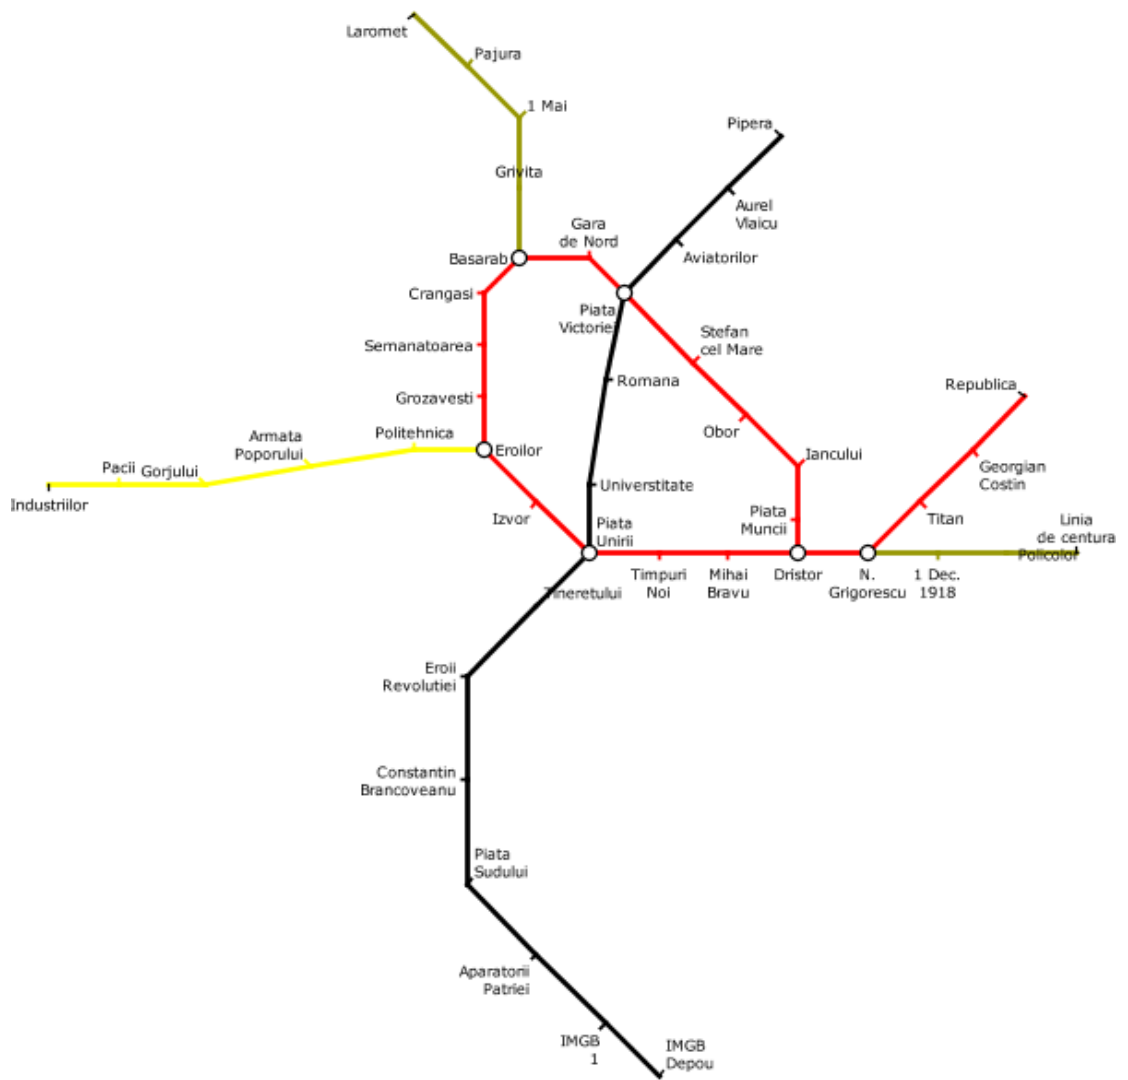 Laromet
Pajura
1 Mai
Pipera
Grivita
Aurel
Vlaicu
Gara
de Nord
Basarab
Aviatorilor
Crangasi
Piata
Victoriei
Stefan
cel Mare
Semanatoarea
Romana
Republica
Grozavesti
Obor
Armata
Poporului
Politehnica
Eroilor
Iancului
Pacii
Gorjului
Georgian
Costin
Industriilor
Universtitate
Izvor
Piata
Unirii
Piata
Muncii
Titan
Linia
de centura
Policolor
Timpuri
Noi
Mihai
Bravu
Dristor
N.
Grigorescu
1 Dec.
1918
Tineretului
Eroii
Revolutiei
Constantin
Brancoveanu
Piata
Sudului
Aparatorii
Patriei
IMGB
1
IMGB
Depou